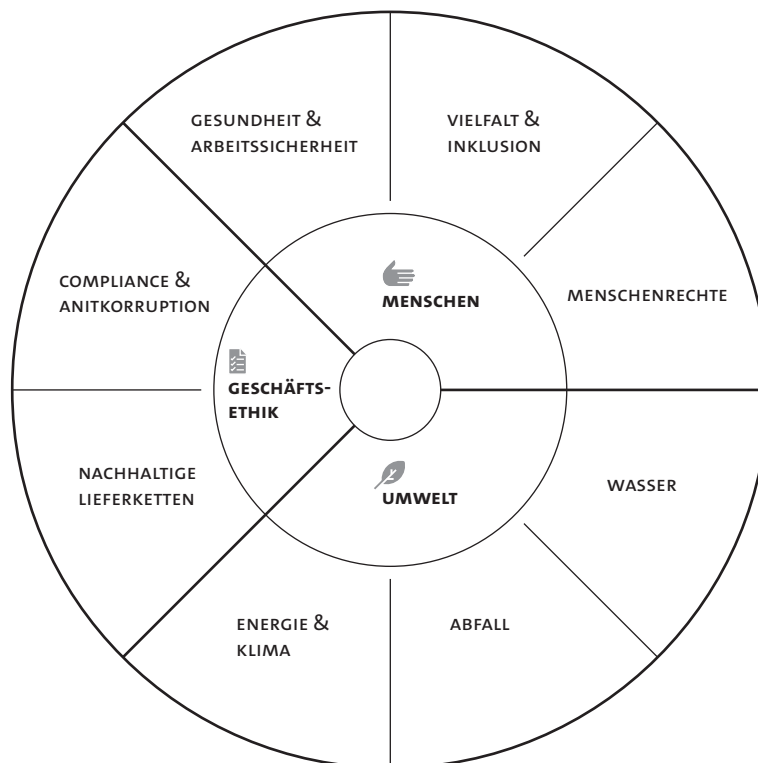 GESUNDHEIT &
ARBEITSSICHERHEIT
VIELFALT &
INKLUSION
COMPLIANCE &
ANITKORRUPTION
MENSCHENRECHTE
MENSCHEN
GESCHÄFTS-
ETHIK
NACHHALTIGE
LIEFERKETTEN
UMWELT
WASSER
ENERGIE &
KLIMA
ABFALL